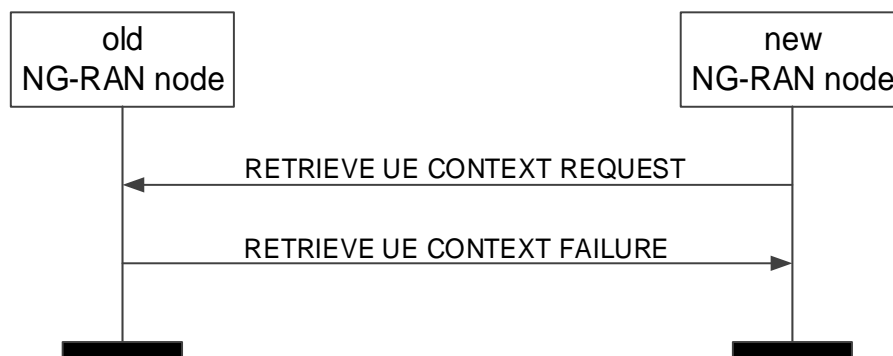 old
NG-RAN node
new
NG-RAN node
RETRIEVE UE CONTEXT REQUEST
RETRIEVE UE CONTEXT FAILURE